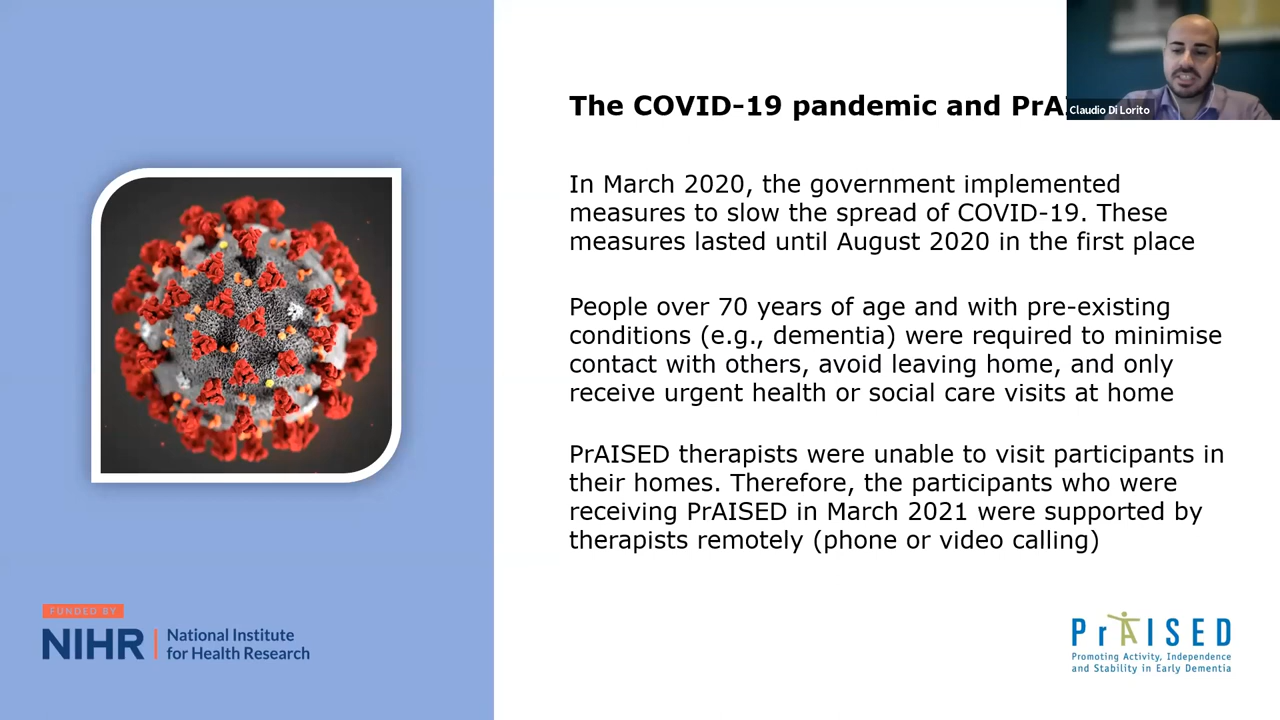 The COVID-19 pandemic and PrA
Claudio Di Lorito
In March 2020, the government implemented
measures to slow the spread of COVID-19. These
measures lasted until August 2020 in the first place
People over 70 years of age and with pre-existing
conditions (e.g., dementia) were required to minimise
contact with others, avoid leaving home, and only
receive urgent health or social care visits at home
PrAISED therapists were unable to visit participants in
their homes. Therefore, the participants who were
receiving PrAISED in March 2021 were supported by
therapists remotely (phone or video calling)
FUNDED BY
NIHR | National Institute
for Health Research
PrAISED
Promoting Activity, Independence
and Stability in Early Dementia